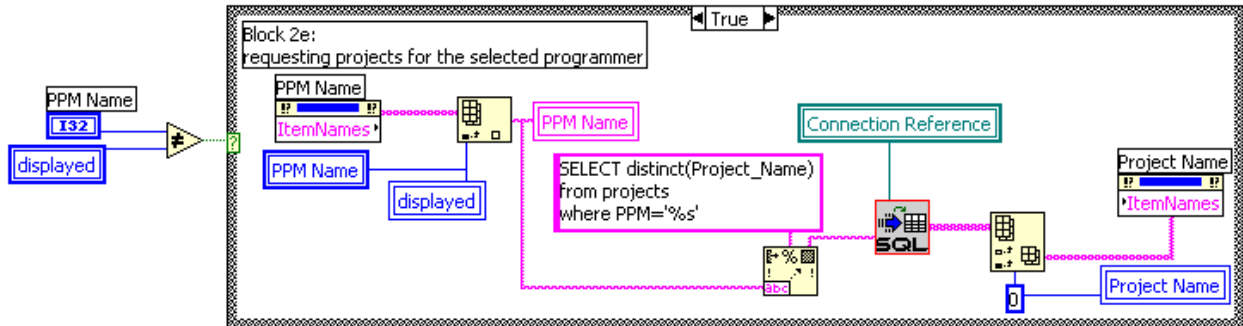 True
Block 2e:
requesting projects for the selected programmer
PPM Name
I32
displayed
?
PPM Name
ItemNames
PPM Name
PPM Name
displayed
SELECT distinct(Project_Name)
from projects
where PPM='%s'
abc
Connection Reference
SQL
Project Name
ItemNames
0
Project Name